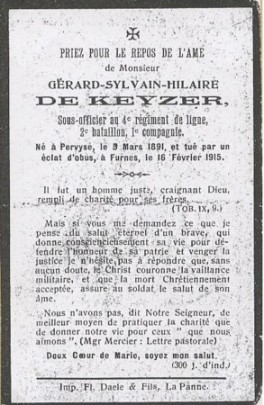 PRIEZ POUR LE REPOS DE L'AME
de Monsieur
GÉRARD-SYLVAIN-HILAIRE
DE KEYZER,
Sous-officier au 4e régiment de ligne,
2e bataillon, 1e compagnie.
Né à Pervyse, le 3 Mars 1891, et tué par un
éclat d'obus, à Furnes, le 16 Février 1915.
Il fut un homme juste, craignant Dieu,
rempli de charité pour ses frères.
(TOB. IX, 9.)
Mais si vous me demandez ce que je
pense du salut éternel d'un brave, qui
donne consciencieusement sa vie pour dé-
fendre l'honneur de sa patrie et venger la
justice je n'hésite pas à répondre que, sans
aucun doute, le Christ couronne la vaillance
militaire, et que la mort Chrétiennement
acceptée, assure au soldat le salut de son
âme.
Nous n'avons pas, dit Notre Seigneur, de
meilleur moyen de pratiquer la charité que
de donner notre vie pour ceux " que nous
aimons". (Mgr Mercier : Lettre pastorale)
Doux Cœur de Marie, soyez mon salut.
(300 j. d'ind.)
Imp. Fl. Daele & Fils, La Panne.